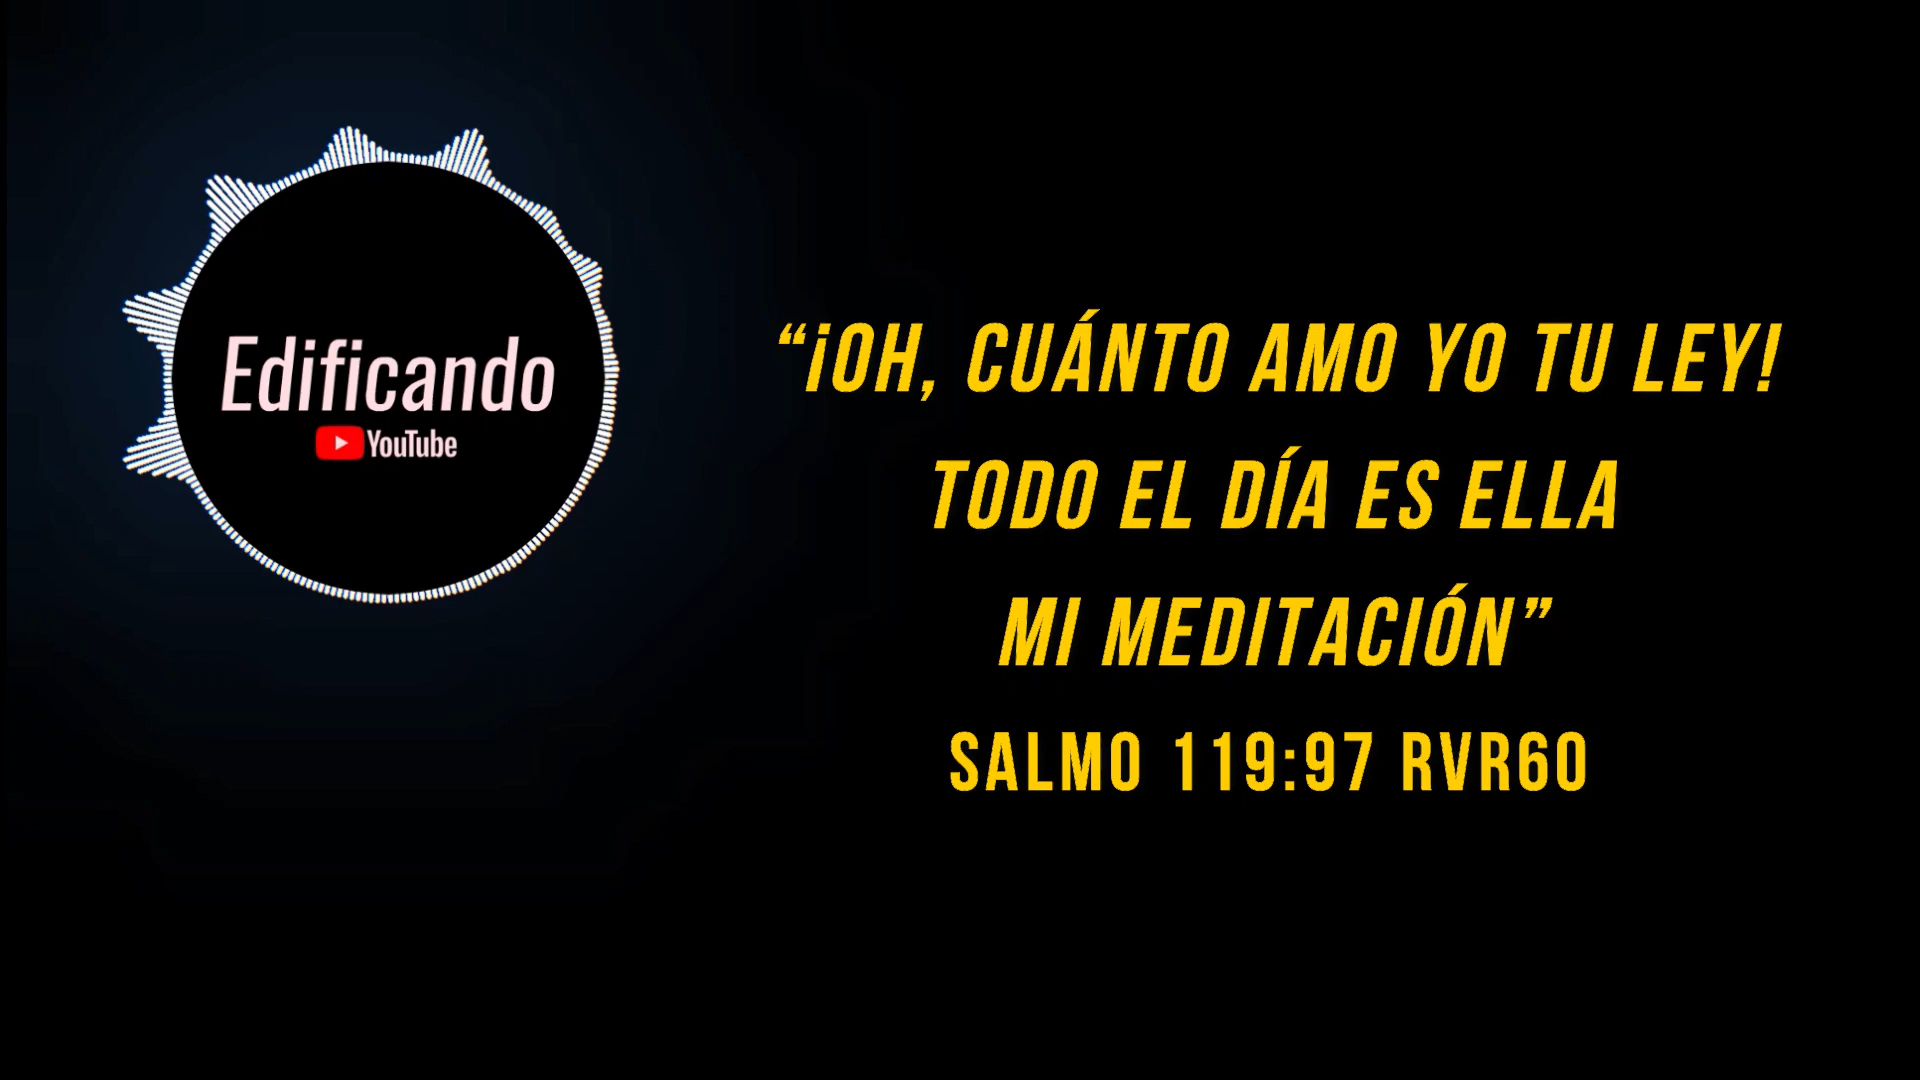 Edificando
YouTube
“¡OH, CUÁNTO AMO YO TU LEY!
TODO EL DÍA ES ELLA
MI MEDITACIÓN”
SALMO 119:97 RVR60